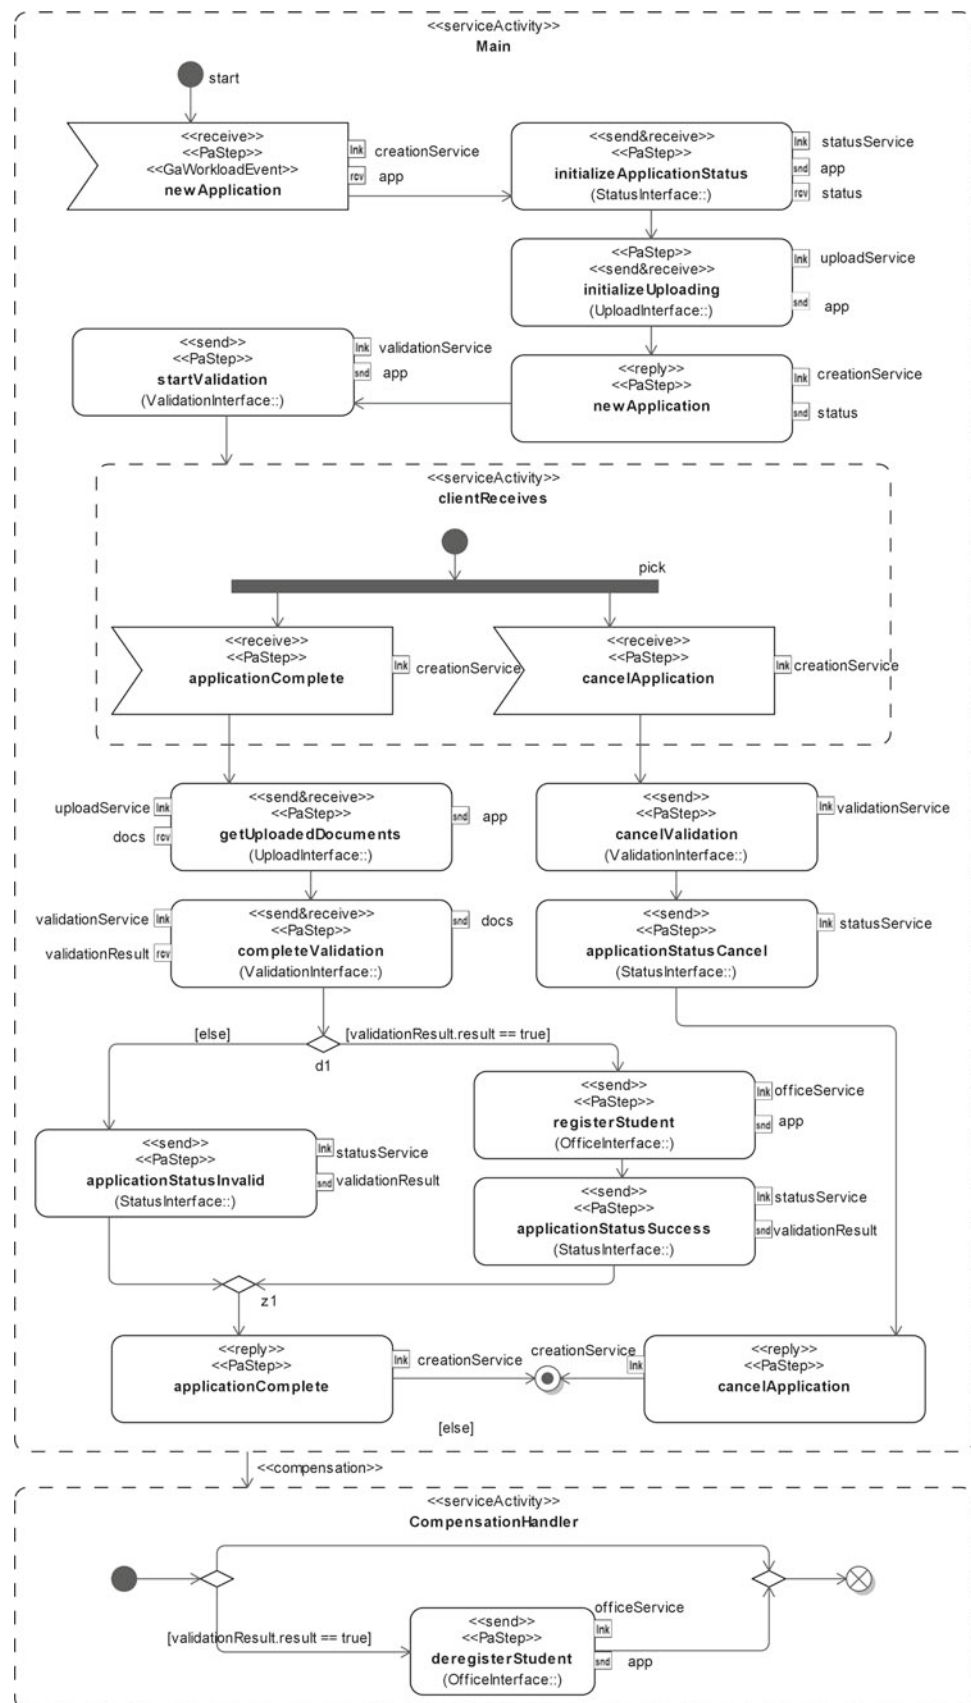 <<serviceActivity>>
Main
start
<<receive>>
<<PaStep>>
<<GaWorkloadEvent>>
newApplication
lnk creationService
rcv app
<<send&receive>>
<<PaStep>>
initializeApplicationStatus
(StatusInterface::)
lnk statusService
snd app
rcv status
<<PaStep>>
<<send&receive>>
initializeUploading
(UploadInterface::)
lnk uploadService
snd app
<<send>>
<<PaStep>>
startValidation
(ValidationInterface::)
lnk validationService
snd app
<<reply>>
<<PaStep>>
newApplication
lnk creationService
snd status
<<serviceActivity>>
clientReceives
pick
<<receive>>
<<PaStep>>
applicationComplete
lnk creationService
<<receive>>
<<PaStep>>
cancelApplication
lnk creationService
uploadService lnk
docs rcv
<<send&receive>>
<<PaStep>>
getUploadedDocuments
(UploadInterface::)
snd app
<<send>>
<<PaStep>>
cancelValidation
(ValidationInterface::)
lnk validationService
validationService lnk
validationResult rcv
<<send&receive>>
<<PaStep>>
completeValidation
(ValidationInterface::)
snd docs
<<send>>
<<PaStep>>
applicationStatusCancel
(StatusInterface::)
lnk statusService
[else]
[validationResult.result == true]
d1
<<send>>
<<PaStep>>
registerStudent
(OfficeInterface::)
lnk officeService
snd app
<<send>>
<<PaStep>>
applicationStatusInvalid
(StatusInterface::)
lnk statusService
snd validationResult
<<send>>
<<PaStep>>
applicationStatusSuccess
(StatusInterface::)
lnk statusService
snd validationResult
z1
<<reply>>
<<PaStep>>
applicationComplete
lnk creationService
creationService
lnk
<<reply>>
<<PaStep>>
cancelApplication
[else]
<<compensation>>
<<serviceActivity>>
CompensationHandler
[validationResult.result == true]
<<send>>
<<PaStep>>
deregisterStudent
(OfficeInterface::)
officeService
lnk
snd app